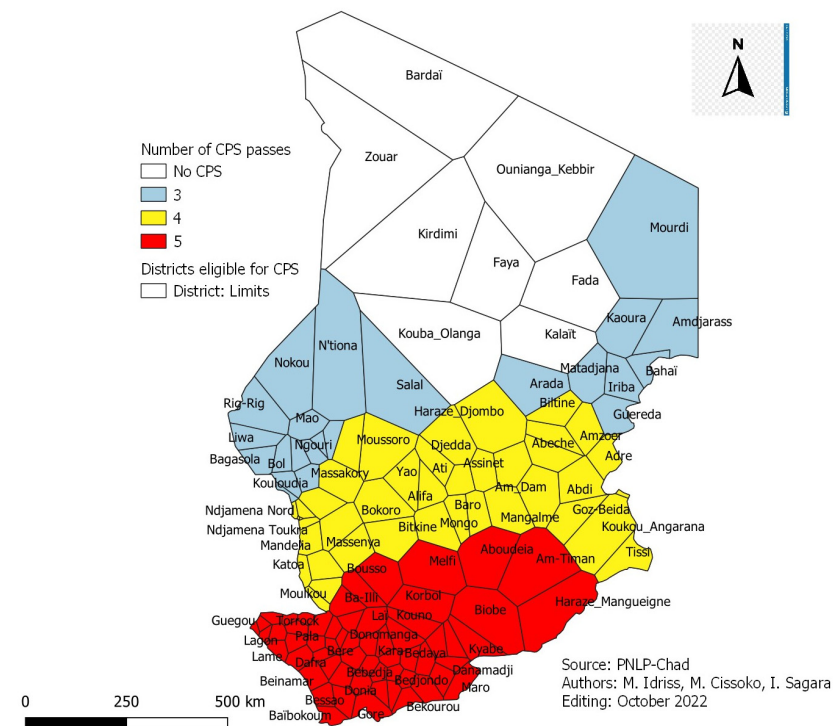 N
Bardaï
Zouar
Ounianga_Kebbir
Number of CPS passes
No CPS
3
4
5
Districts eligible for CPS
District: Limits
Mourdi
Kirdimi
Faya
Fada
Kaoura
Amdjarass
Kouba_Olanga
Kalaït
N'tiona
Nokou
Matadjana
Bahaï
Salal
Arada
Iriba
Rig-Rig
Mao
Haraze_Djombo
Biltine
Guereda
Liwa
Ngouri
Moussoro
Djedda
Abeche
Amzoer
Adre
Bagasola
Bol
Massakory
Yao
Ati
Assinet
Kouloudia
Alifa
Am_Dam
Abdi
Ndjamena Nord
Bokoro
Baro
Goz-Beida
Ndjamena Toukra
Bitkine
Mongo
Mangalme
Koukou_Angarana
Mandelia
Massenya
Katoa
Bousso
Melfi
Aboudeia
Am-Timan
Tissi
Moulkou
Ba-Illi
Korbol
Biobe
Haraze_Mangueigne
Guegou
Torrock
Laï
Kouno
Lagon
Pala
Bonomanga
Lame
Dafra
Bere
Kara
Bedaya
Kyabe
Beinamar
Bebedja
Bedjondo
Danamadji
Bessao
Donia
Maro
Baïbokoum
Gore
Bekourou
Source: PNLP-Chad
Authors: M. Idriss, M. Cissoko, I. Sagara
Editing: October 2022
0 250 500 km